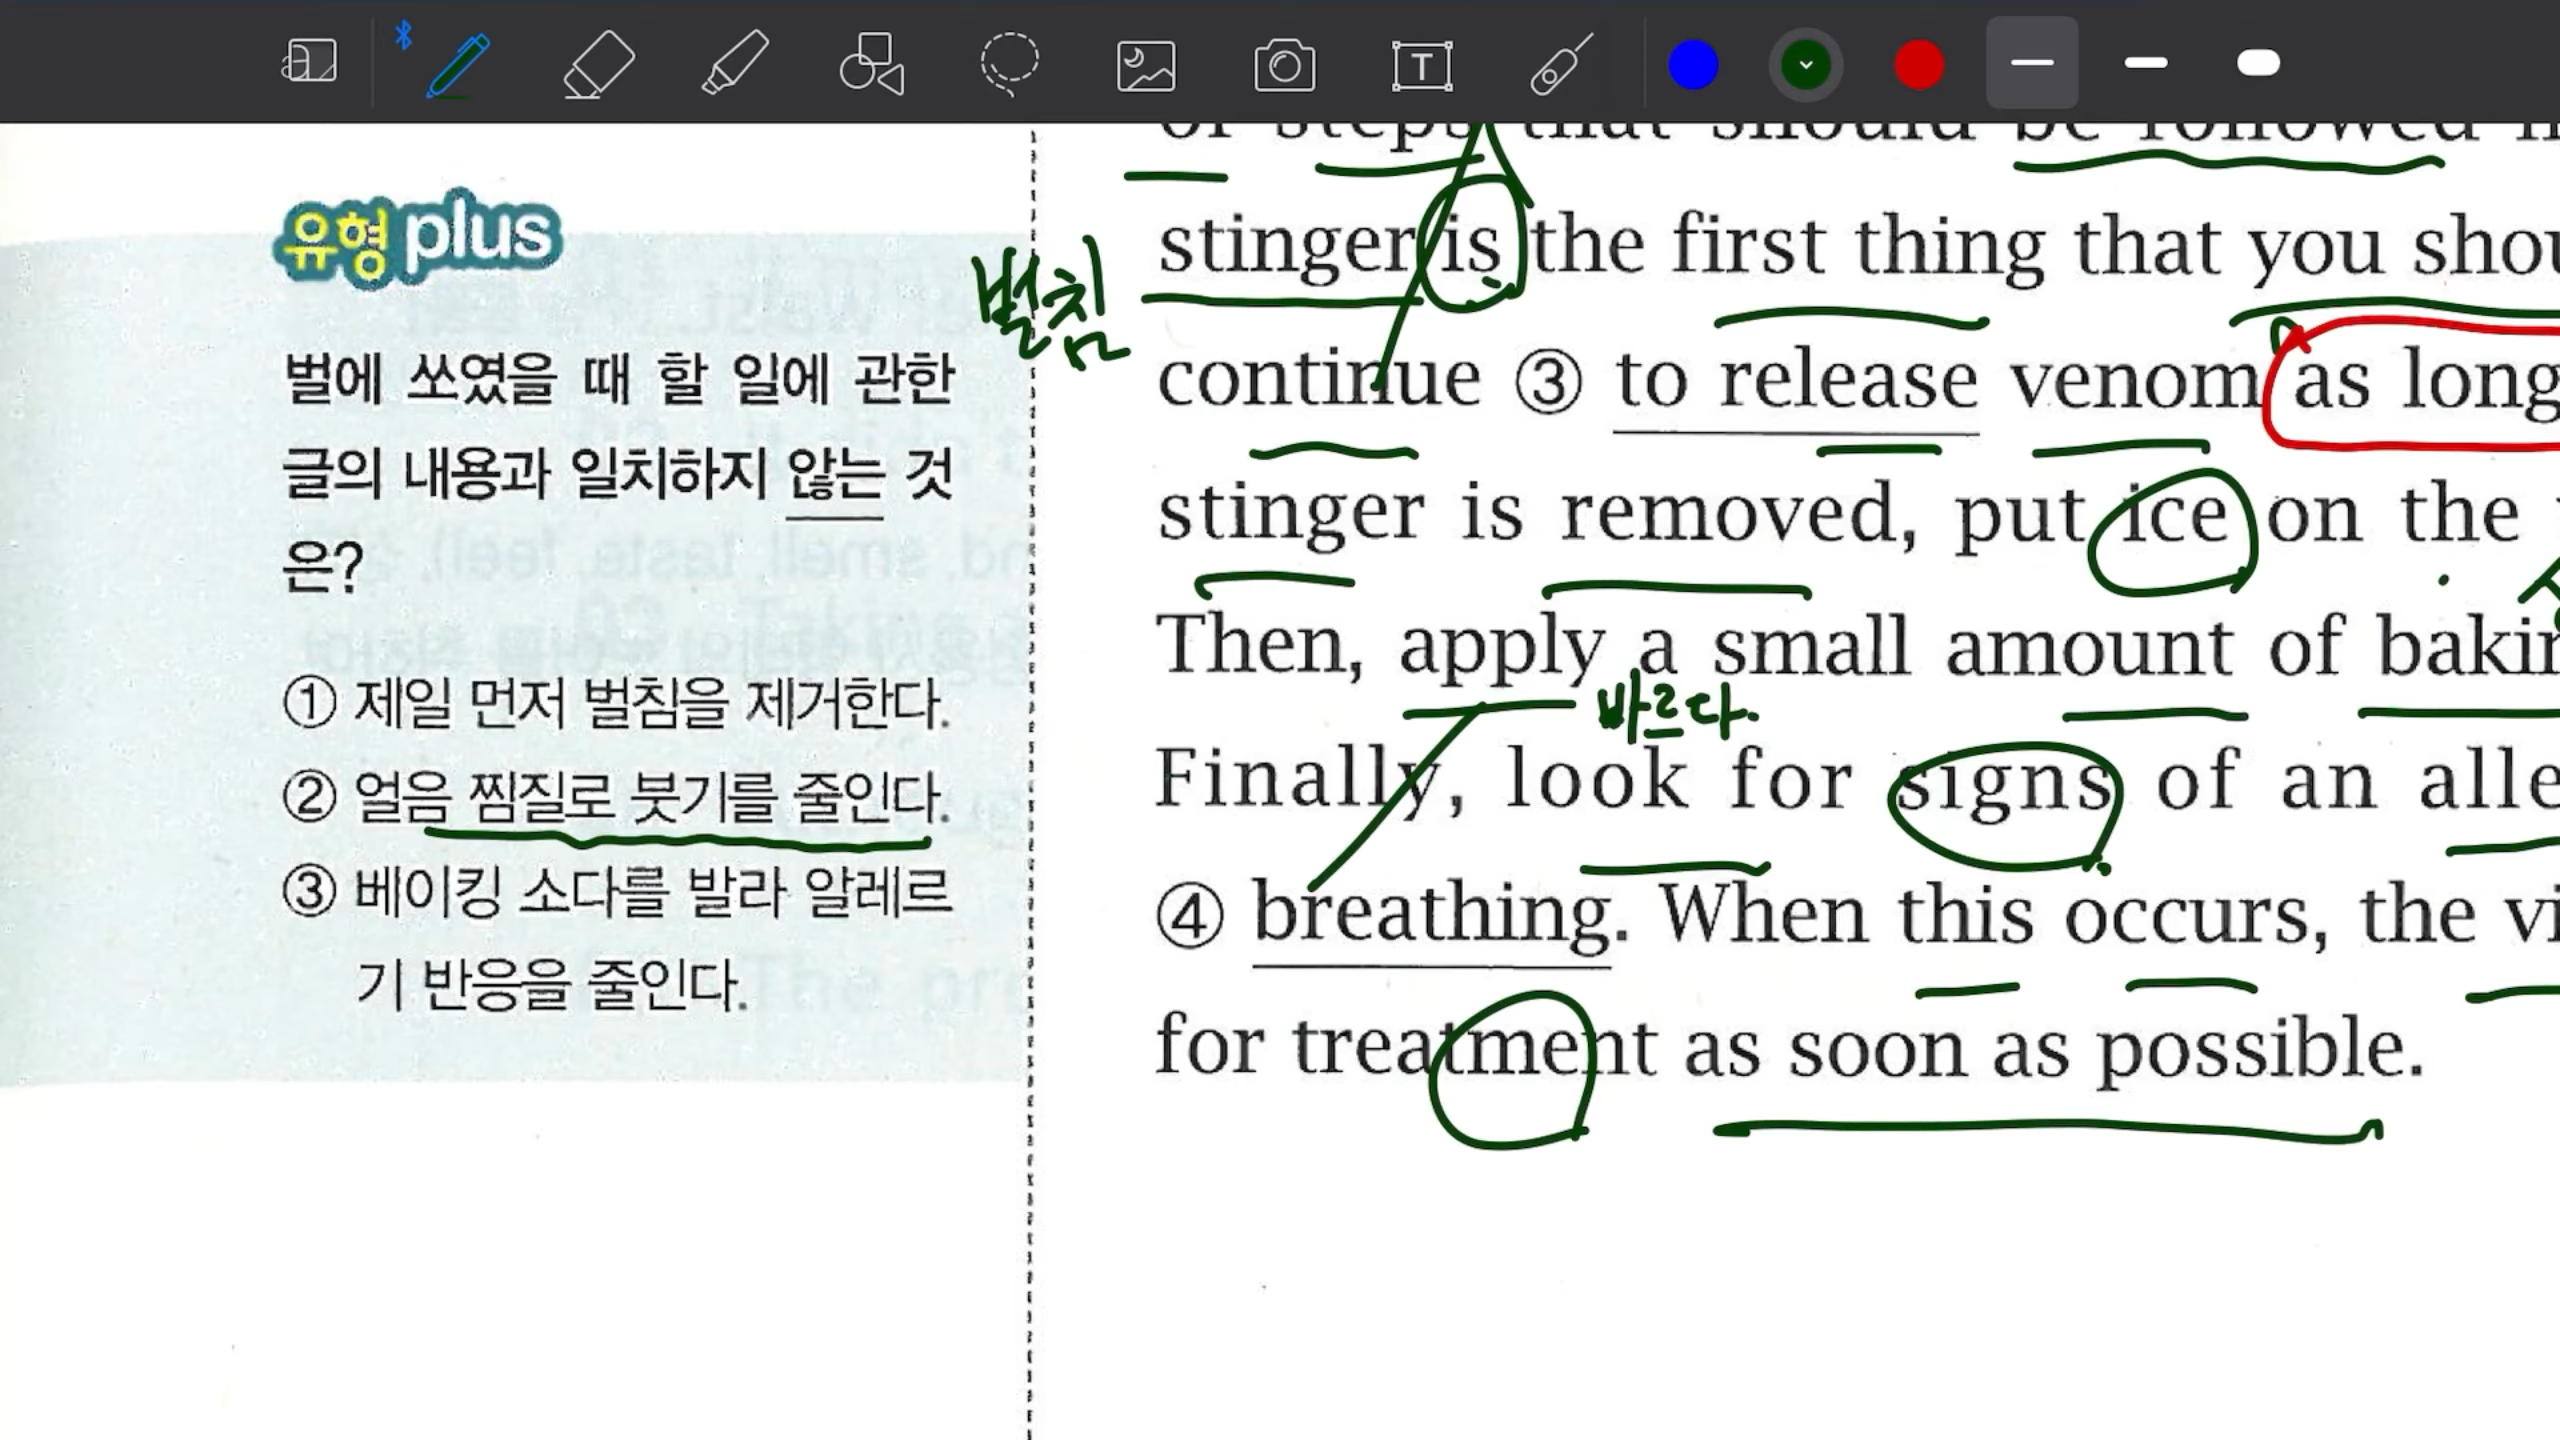 유형 plus
벌에 쏘였을 때 할 일에 관한
글의 내용과 일치하지 않는 것
은?
① 제일 먼저 벌침을 제거한다.
② 얼음 찜질로 붓기를 줄인다.
③ 베이킹 소다를 발라 알레르
기 반응을 줄인다.
of steps that should be followed
stinger is the first thing that you shou
벌침
continue ③ to release venom as long
stinger is removed, put ice on the
Then, apply a small amount of bakin
바르다.
Finally, look for signs of an alle
④ breathing. When this occurs, the vi
for treatment as soon as possible.